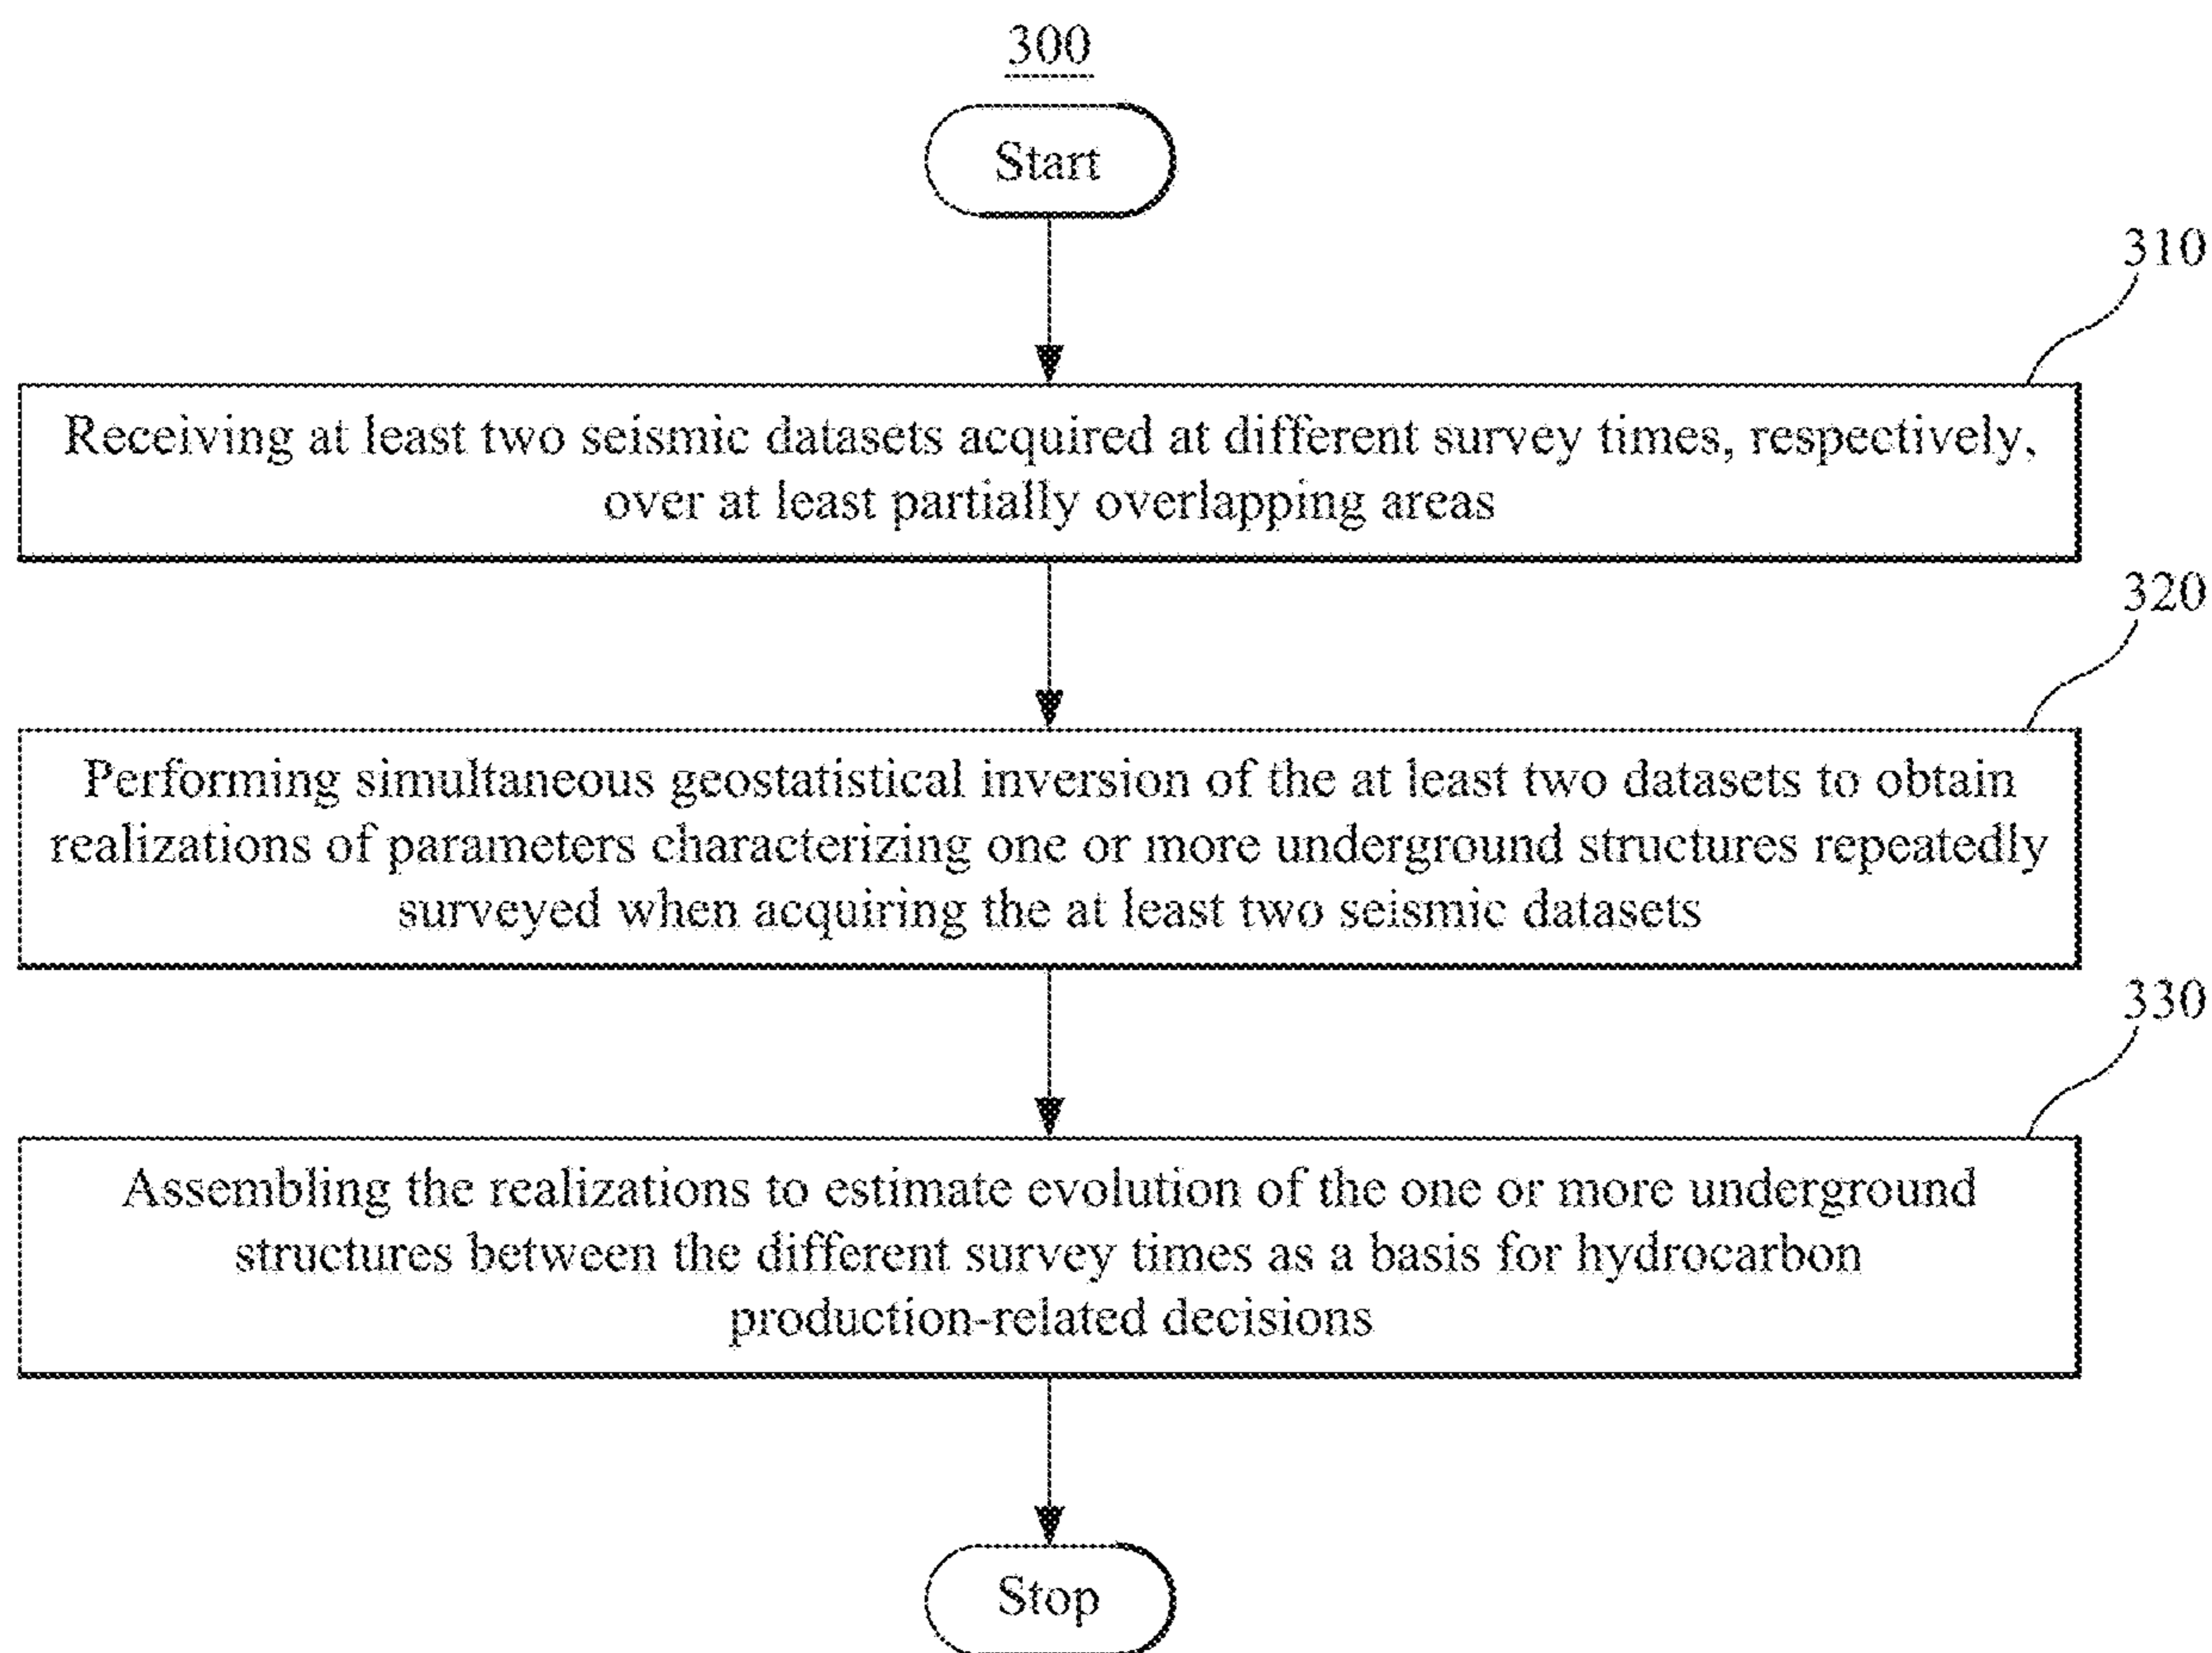 300
Start
310
Receiving at least two seismic datasets acquired at different survey times, respectively,
over at least partially overlapping areas
320
Performing simultaneous geostatistical inversion of the at least two datasets to obtain
realizations of parameters characterizing one or more underground structures repeatedly
surveyed when acquiring the at least two seismic datasets
330
Assembling the realizations to estimate evolution of the one or more underground
structures between the different survey times as a basis for hydrocarbon
production-related decisions
Stop